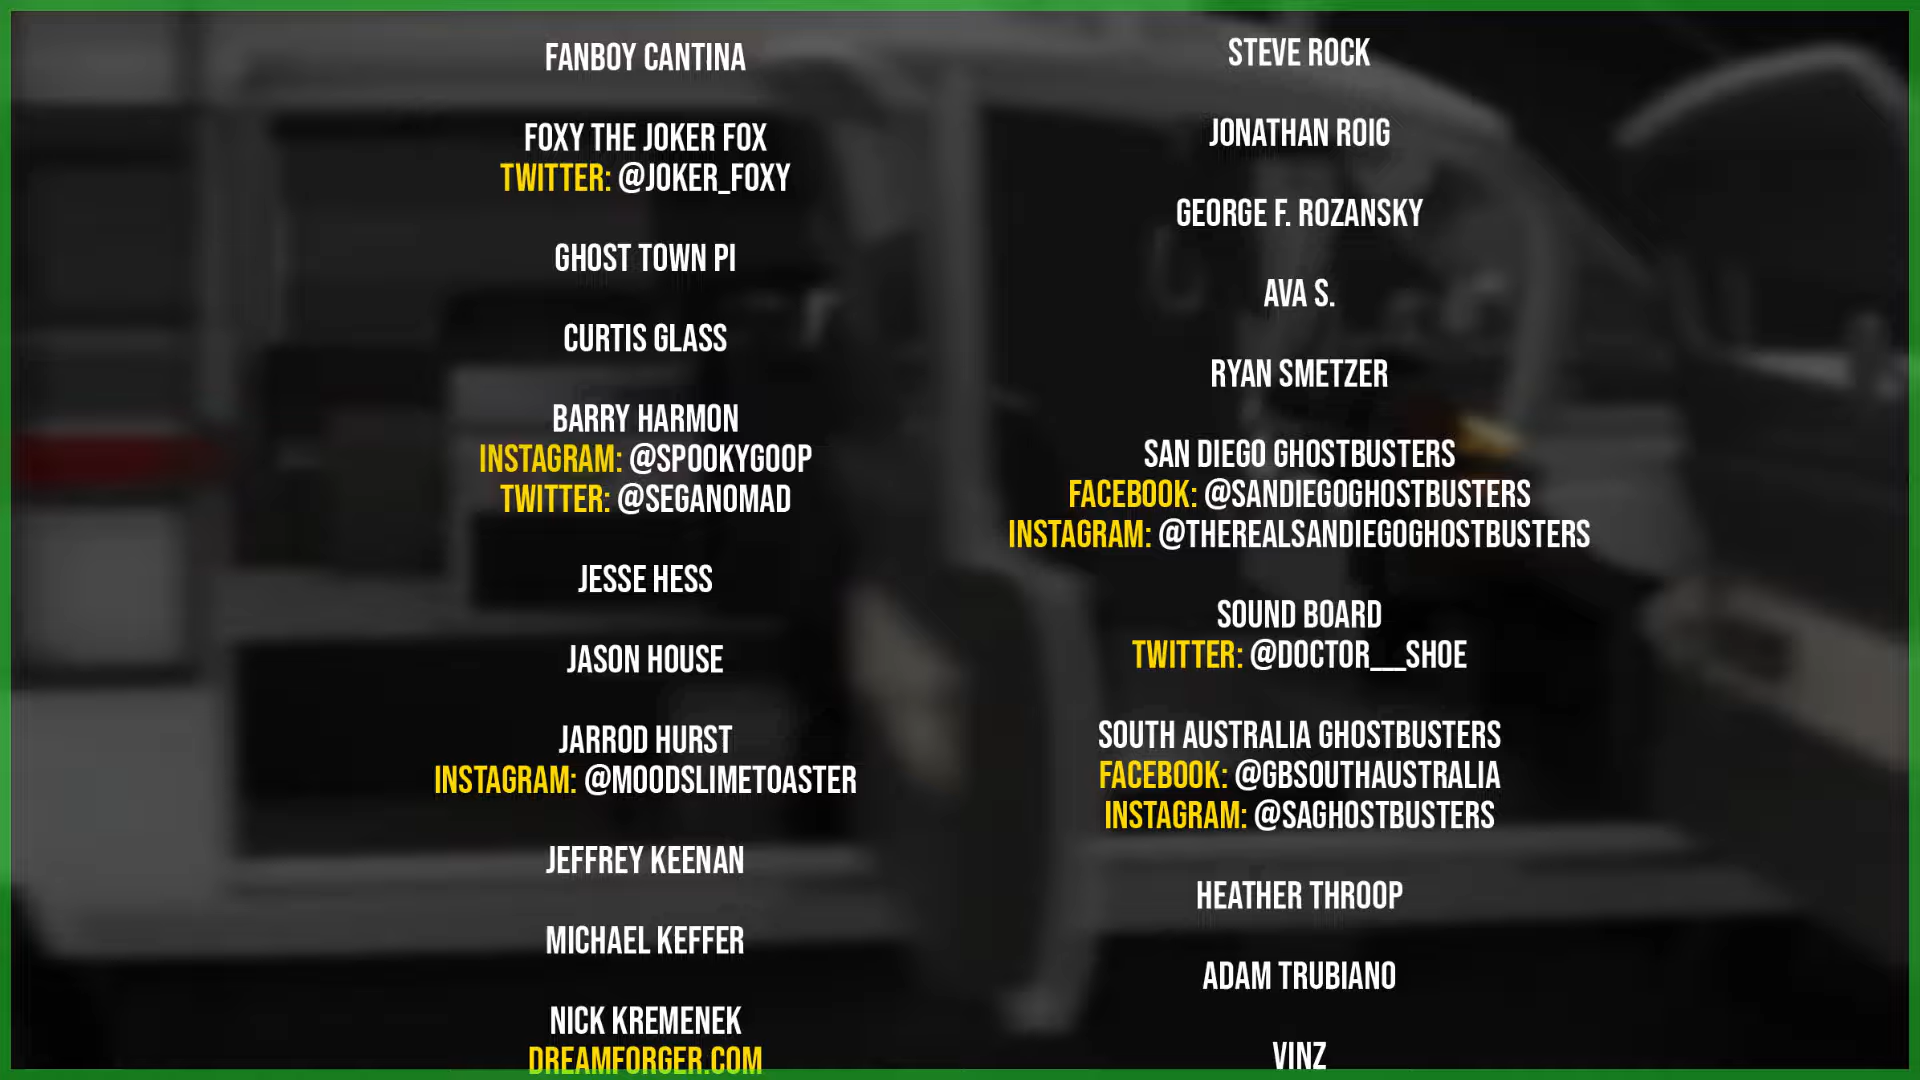 FANBOY CANTINA
FOXY THE JOKER FOX
TWITTER: @JOKER_FOXY
GHOST TOWN PI
CURTIS GLASS
BARRY HARMON
INSTAGRAM: @SPOOKYGOOP
TWITTER: @SEGANOMAD
JESSE HESS
JASON HOUSE
JARROD HURST
INSTAGRAM: @MOODSLIMETOASTER
JEFFREY KEENAN
MICHAEL KEFFER
NICK KREMENEK
DREAMFORGER.COM
STEVE ROCK
JONATHAN ROIG
GEORGE F. ROZANSKY
AVA S.
RYAN SMETZER
SAN DIEGO GHOSTBUSTERS
FACEBOOK: @SANDIEGOGHOSTBUSTERS
INSTAGRAM: @THEREALSANDIEGOGHOSTBUSTERS
SOUND BOARD
TWITTER: @DOCTOR__SHOE
SOUTH AUSTRALIA GHOSTBUSTERS
FACEBOOK: @GBSOUTHAUSTRALIA
INSTAGRAM: @SAGHOSTBUSTERS
HEATHER THROOP
ADAM TRUBIANO
VINZ